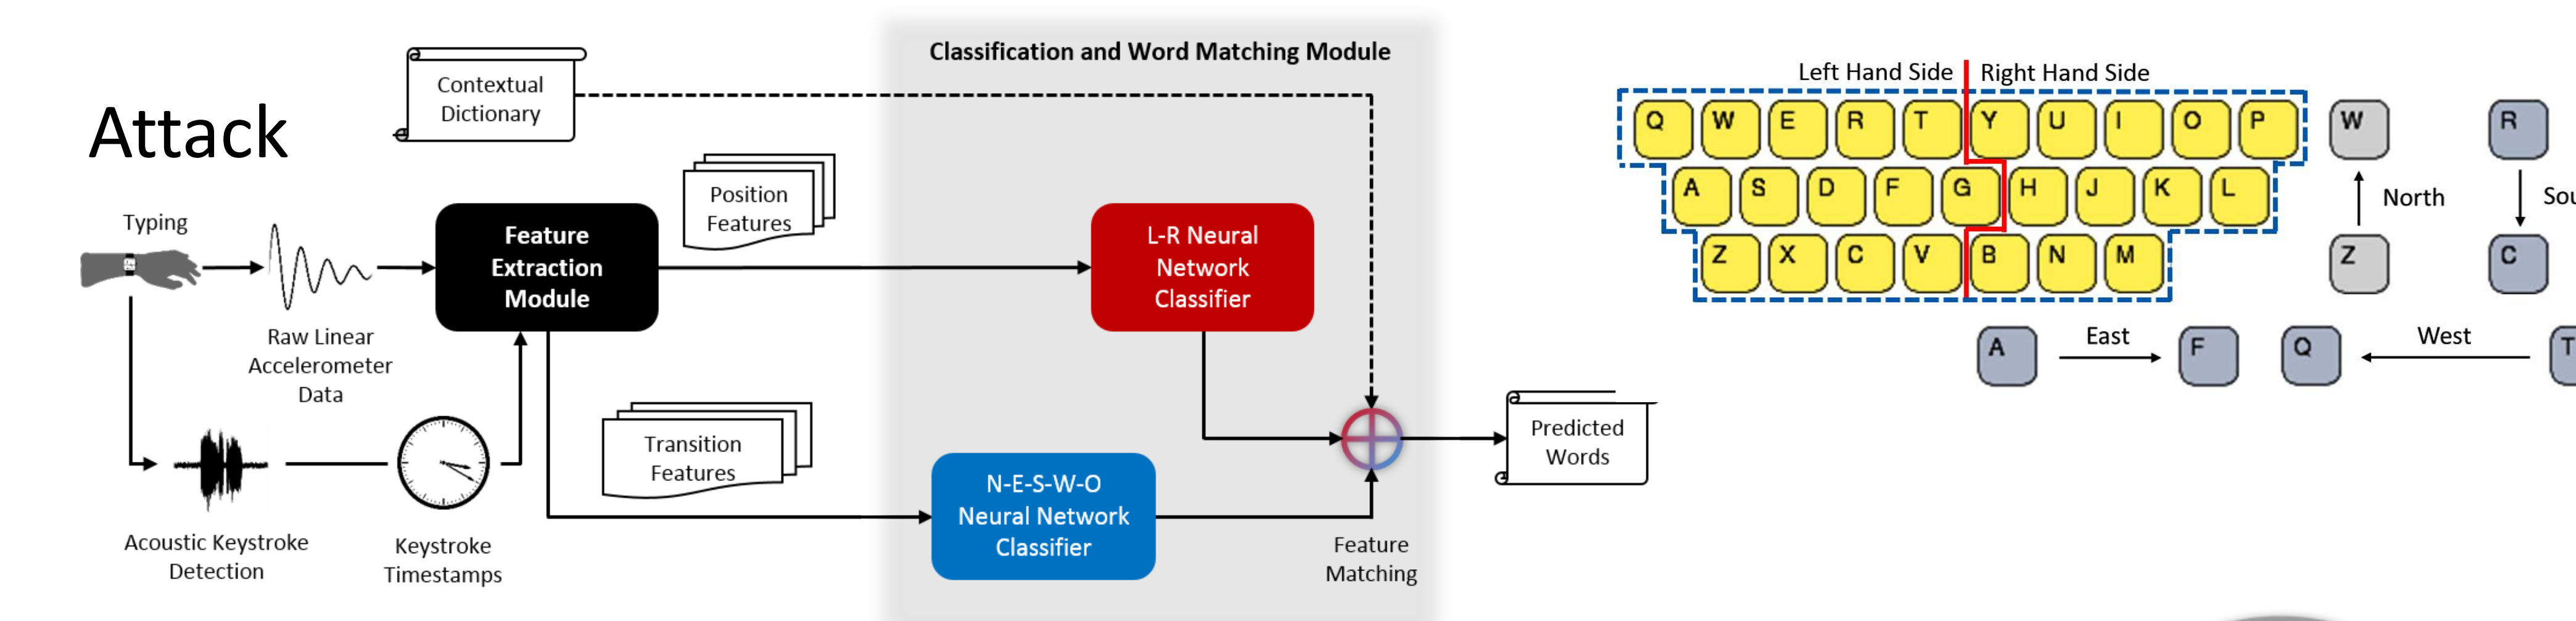 Attack
Contextual
Dictionary
Classification and Word Matching Module
Typing
Raw Linear
Accelerometer
Data
Acoustic Keystroke
Detection
Keystroke
Timestamps
Feature
Extraction
Module
Position
Features
Transition
Features
L-R Neural
Network
Classifier
N-E-S-W-O
Neural Network
Classifier
Feature
Matching
Predicted
Words
Left Hand Side Right Hand Side
Q W E R T Y U I O P
A S D F G H J K L
Z X C V B N M
W
North
Z
R
Sou
C
A East F
Q West T